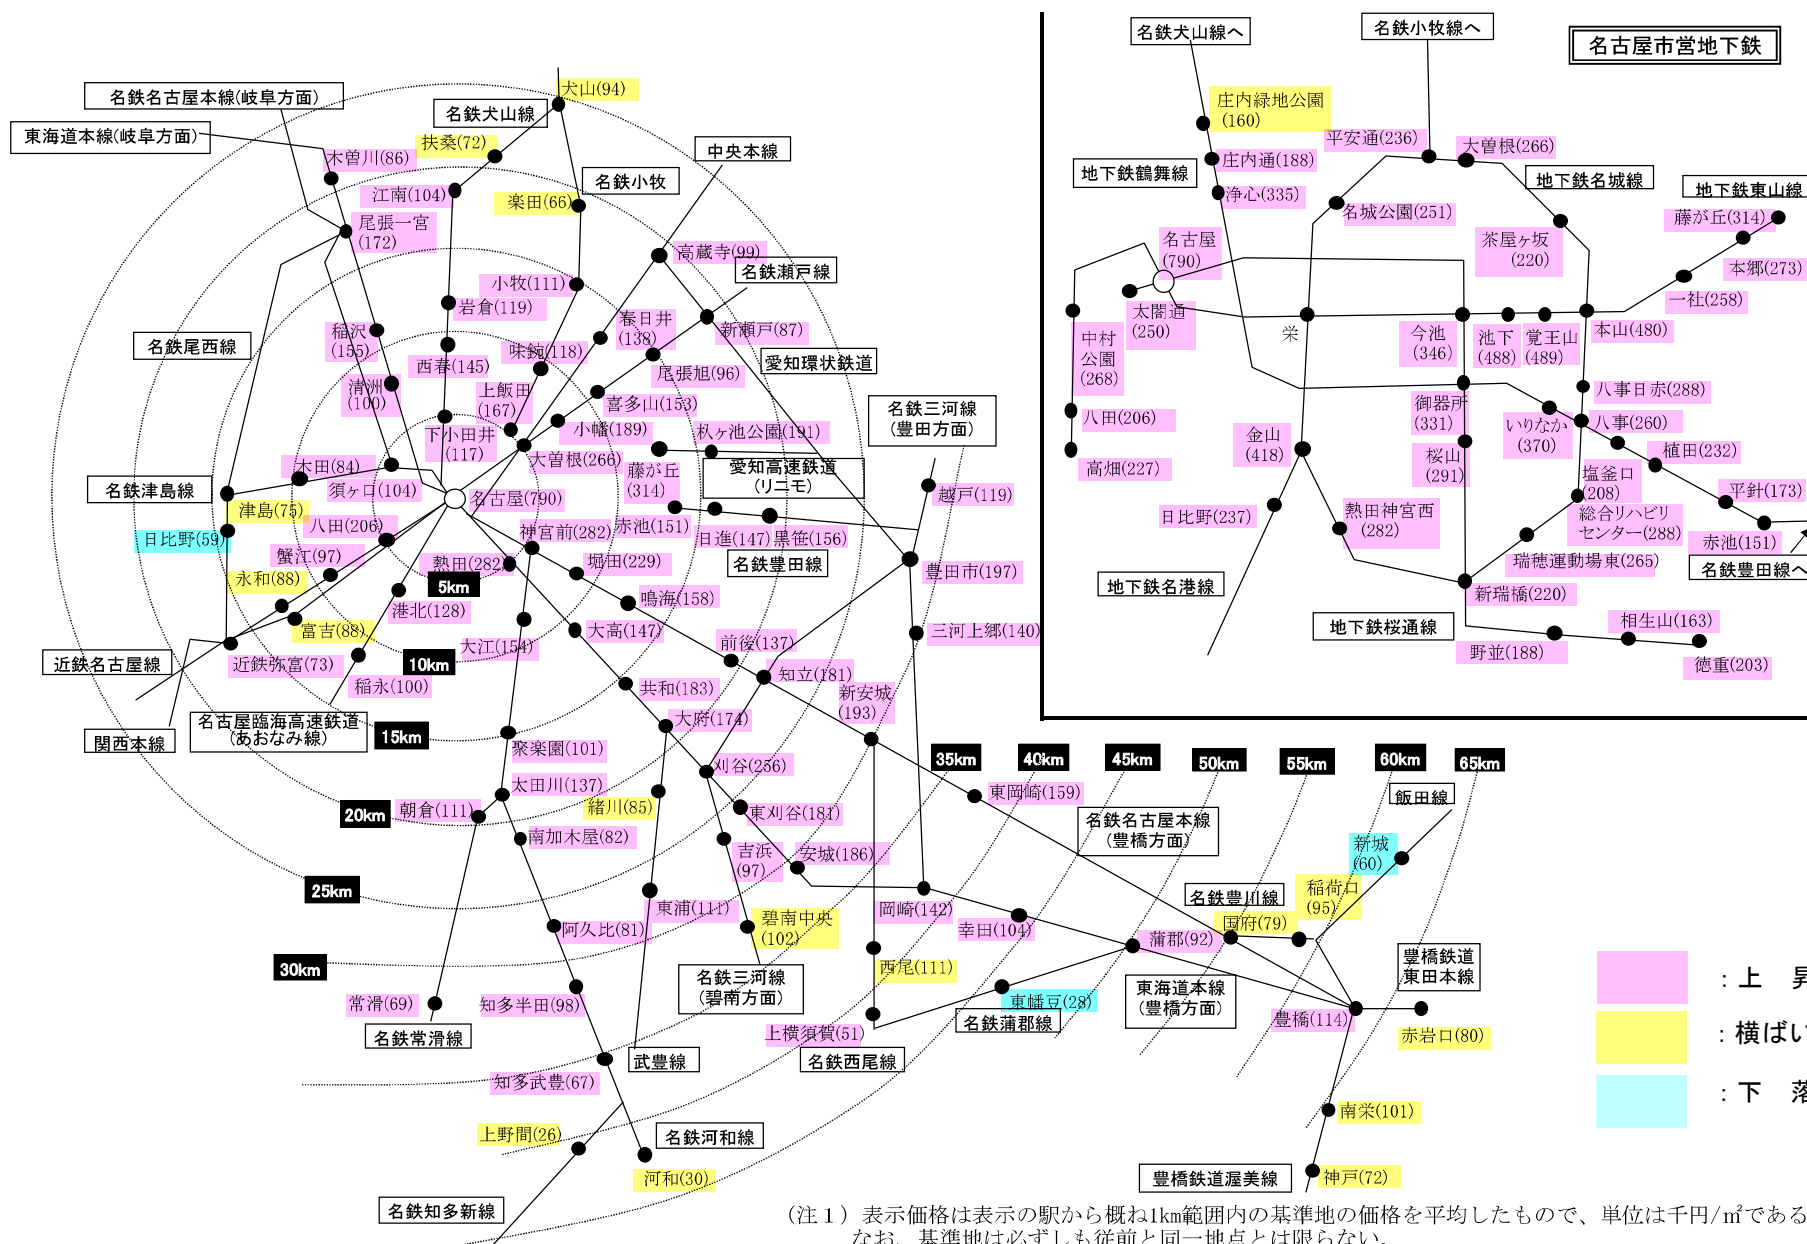 名鉄犬山線へ
名鉄小牧線へ
名古屋市営地下鉄
犬山(94)
名鉄名古屋本線(岐阜方面)
名鉄犬山線
庄内緑地公園
(160)
東海道本線(岐阜方面)
扶桑(72)
木曽川(86)
中央本線
平安通(236)
大曽根(266)
庄内通(188)
地下鉄鶴舞線
江南(104)
名鉄小牧
地下鉄名城線
地下鉄東山線
浄心(335)
楽田(66)
名城公園(251)
藤が丘(314)
尾張一宮
(172)
名古屋
(790)
茶屋ヶ坂
(220)
高蔵寺(99)
名鉄瀬戸線
本郷(273)
小牧(111)
岩倉(119)
一社(258)
太閤通
(250)
春日井
(138)
新瀬戸(87)
稲沢
(155)
栄
今池
(346)
池下
(488)
覚王山
(489)
本山(480)
中村
公園
(268)
名鉄尾西線
味鋺(118)
西春(145)
愛知環状鉄道
尾張旭(96)
清洲
(100)
上飯田
(167)
喜多山(153)
八事日赤(288)
名鉄三河線
(豊田方面)
御器所
(331)
八田(206)
いりなか
(370)
八事(260)
小幡(189)
杁ヶ池公園(191)
下小田井
(117)
金山
(418)
桜山
(291)
植田(232)
大曽根(266)
高畑(227)
木田(84)
藤が丘
(314)
愛知高速鉄道
(リニモ)
塩釜口
(208)
平針(173)
名鉄津島線
須ヶ口(104)
名古屋(790)
越戸(119)
日比野(237)
熱田神宮西
(282)
総合リハビリ
センター(288)
津島(75)
八田(206)
神宮前(282)
赤池(151)
日進(147)
黒笹(156)
赤池(151)
日比野(59)
蟹江(97)
熱田(282)
堀田(229)
名鉄豊田線
豊田市(197)
瑞穂運動場東(265)
名鉄豊田線へ
永和(88)
5km
地下鉄名港線
新瑞橋(220)
港北(128)
鳴海(158)
富吉(88)
大高(147)
三河上郷(140)
地下鉄桜通線
相生山(163)
大江(154)
前後(137)
野並(188)
近鉄名古屋線
近鉄弥富(73)
10km
知立(181)
徳重(203)
稲永(100)
共和(183)
新安城
(193)
名古屋臨海高速鉄道
(あおなみ線)
大府(174)
関西本線
15km
聚楽園(101)
35km
40km
45km
50km
55km
60km
65km
刈谷(256)
太田川(137)
緒川(85)
東岡崎(159)
飯田線
20km
朝倉(111)
東刈谷(181)
名鉄名古屋本線
(豊橋方面)
南加木屋(82)
吉浜
(97)
安城(186)
新城
(60)
25km
名鉄豊川線
稲荷口
(95)
東浦(111)
碧南中央
(102)
岡崎(142)
国府(79)
阿久比(81)
幸田(104)
蒲郡(92)
豊橋鉄道
東田本線
30km
名鉄三河線
(碧南方面)
西尾(111)
東海道本線
(豊橋方面)
：上　昇
常滑(69)
知多半田(98)
東幡豆(28)
名鉄蒲郡線
豊橋(114)
名鉄常滑線
上横須賀(51)
赤岩口(80)
：横ばい
武豊線
名鉄西尾線
知多武豊(67)
：下　落
南栄(101)
上野間(26)
名鉄河和線
河和(30)
豊橋鉄道渥美線
神戸(72)
名鉄知多新線
（注１）表示価格は表示の駅から概ね1km範囲内の基準地の価格を平均したもので、単位は千円/㎡である
なお、基準地は必ずしも従前と同一地点とは限らない。